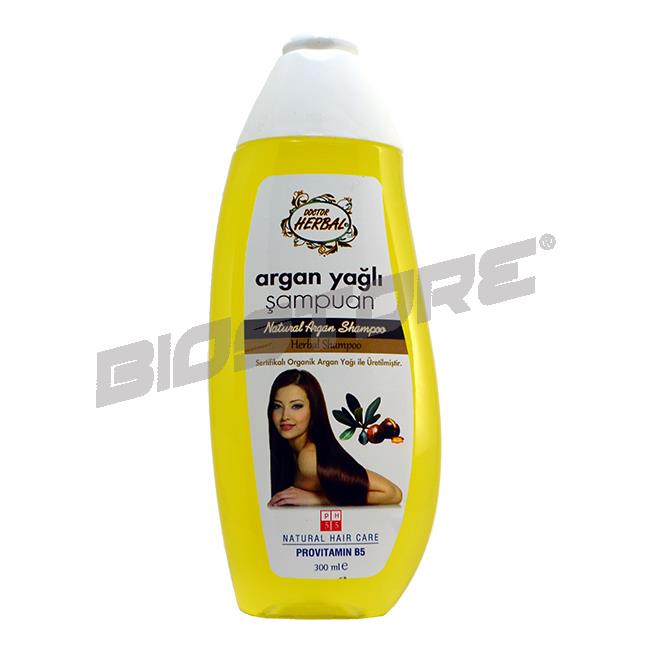 DOCTOR
HERBAL
argan yağlı
şampuan
Natural Argan Shampoo
Herbal Shampoo
Sertifikalı Organik Argan Yağı ile Üretilmiştir.
BIOSTORE®
PH
5 5
NATURAL HAIR CARE
PROVITAMIN B5
300 ml e